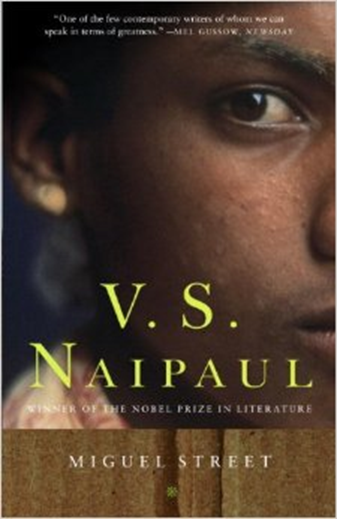 "One of the few contemporary writers of whom we can
speak in terms of greatness." —MEL GUSSOW, NEWSDAY
V. S.
NAIPAUL
WINNER OF THE NOBEL PRIZE IN LITERATURE
MIGUEL STREET